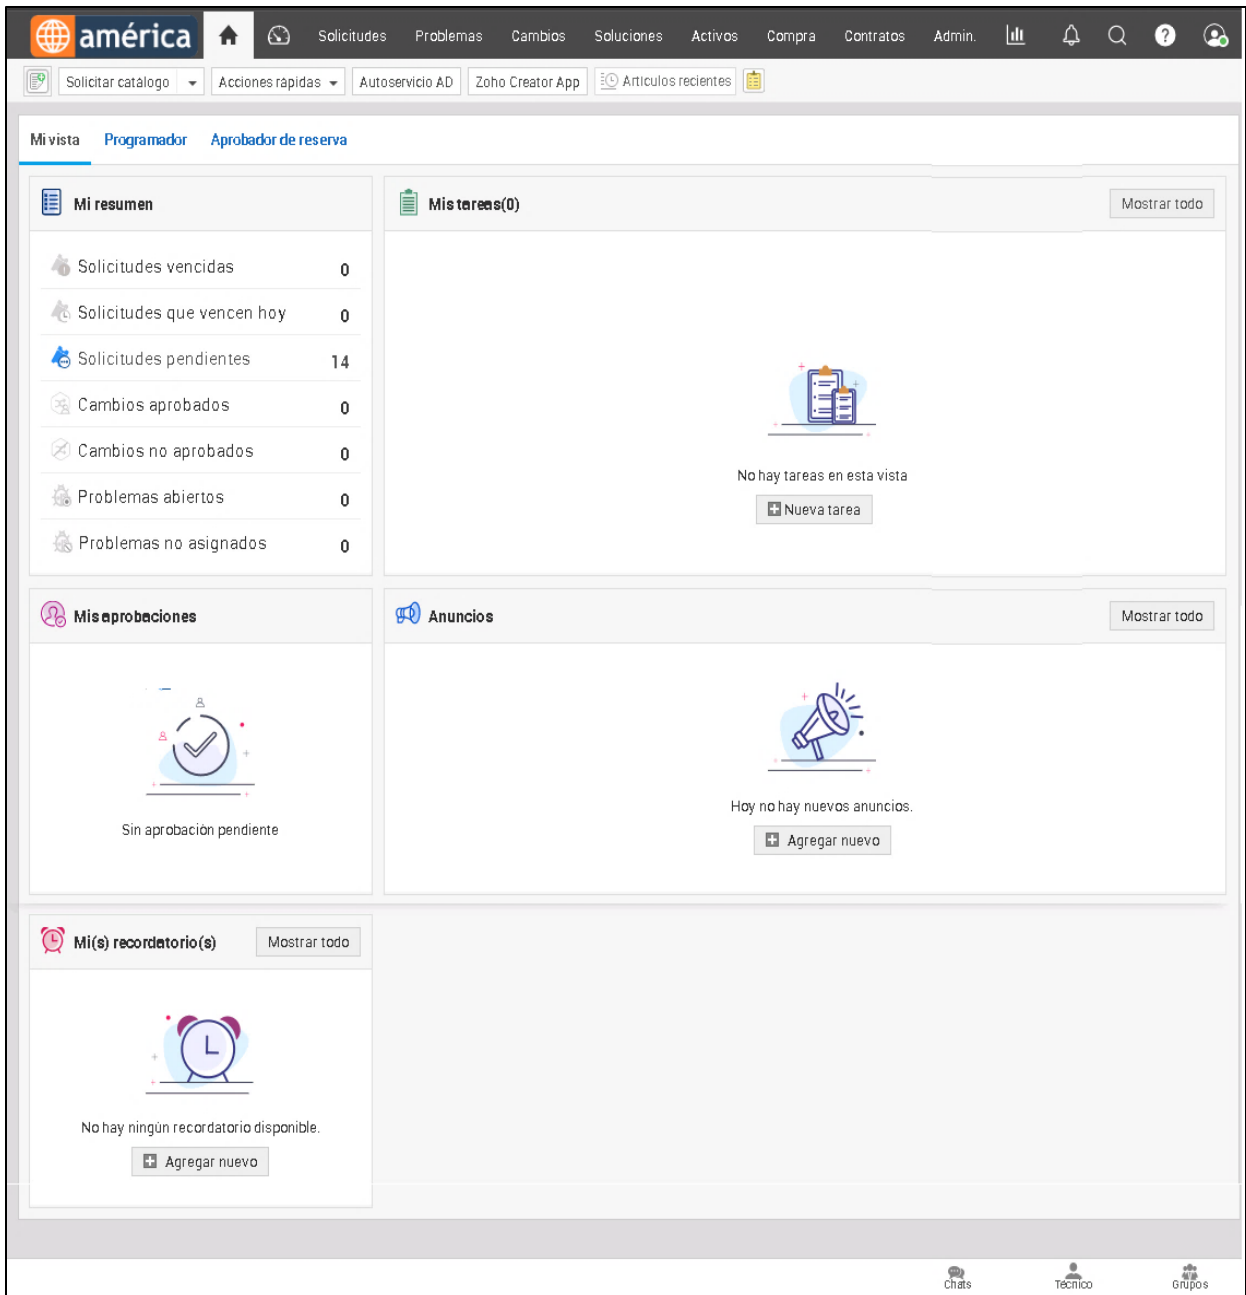 américa Solicitudes Problemas Cambios Soluciones Activos Compra Contratos Admin.
Solicitar catálogo Acciones rápidas Autoservicio AD Zoho Creator App Artículos recientes
Mi vista Programador Aprobador de reserva
Mi resumen
Solicitudes vencidas 0
Solicitudes que vencen hoy 0
Solicitudes pendientes 14
Cambios aprobados 0
Cambios no aprobados 0
Problemas abiertos 0
Problemas no asignados 0
Mis tareas(0) Mostrar todo
No hay tareas en esta vista
Nueva tarea
Mis aprobaciones
Sin aprobación pendiente
Anuncios Mostrar todo
Hoy no hay nuevos anuncios.
Agregar nuevo
Mi(s) recordatorio(s) Mostrar todo
No hay ningún recordatorio disponible.
Agregar nuevo
Chats Técnico Grupos